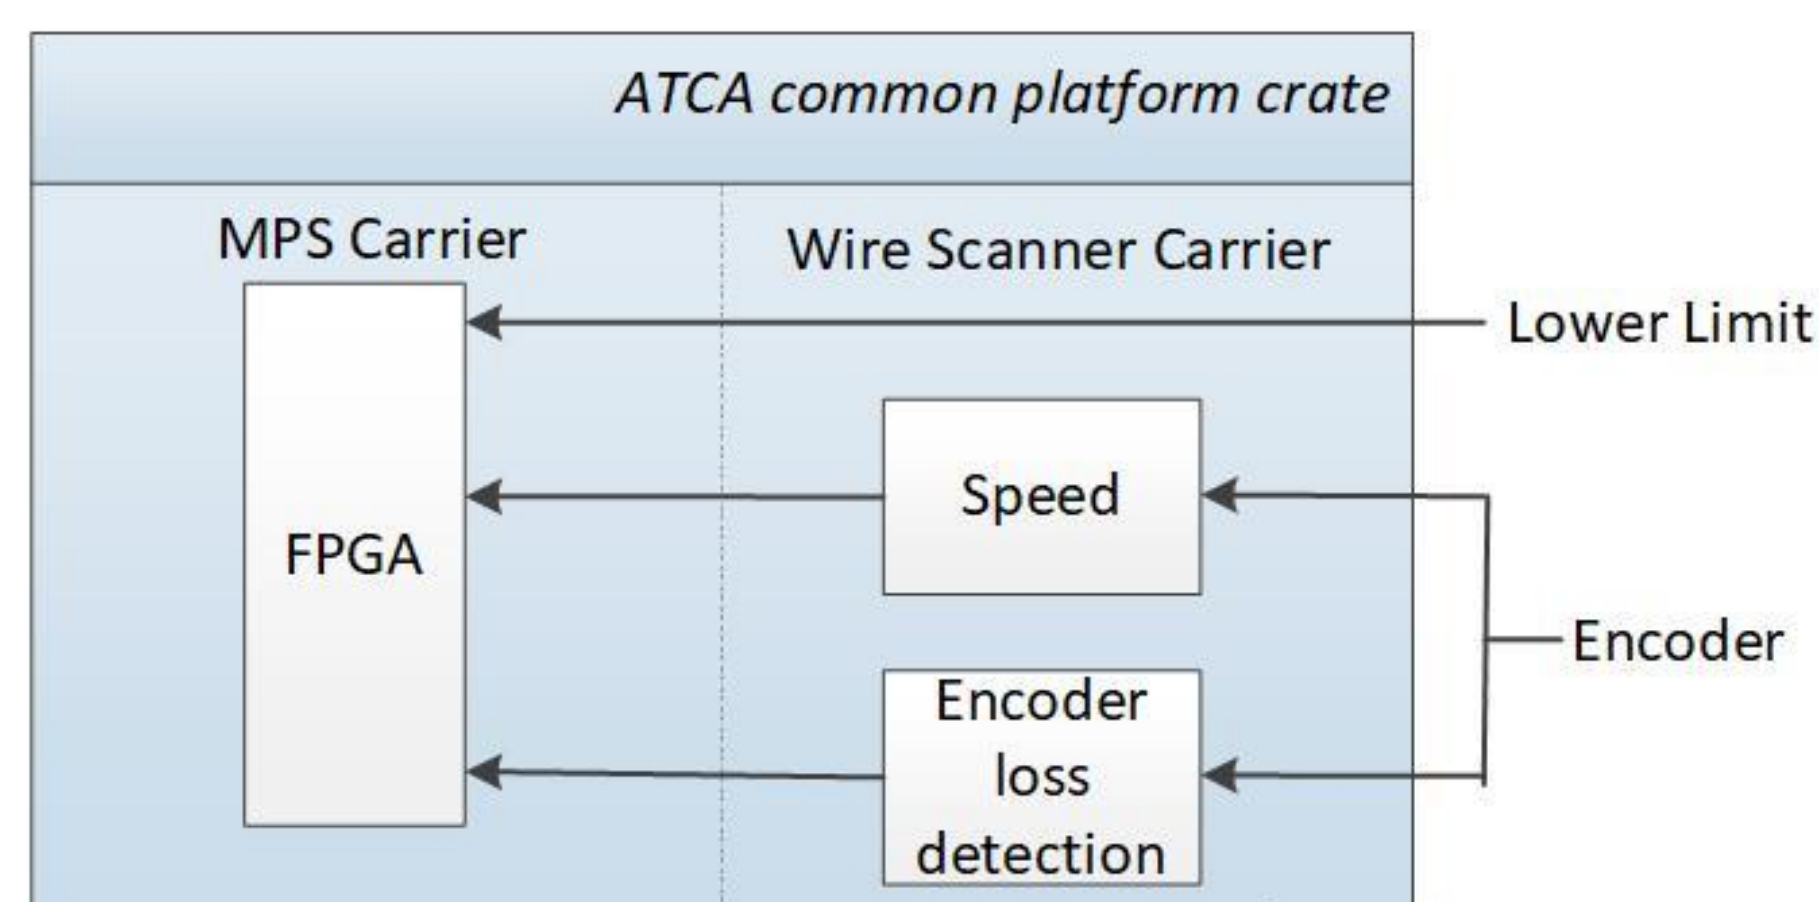 ATCA common platform crate
MPS Carrier
Wire Scanner Carrier
Lower Limit
Speed
FPGA
Encoder
Encoder
loss
detection